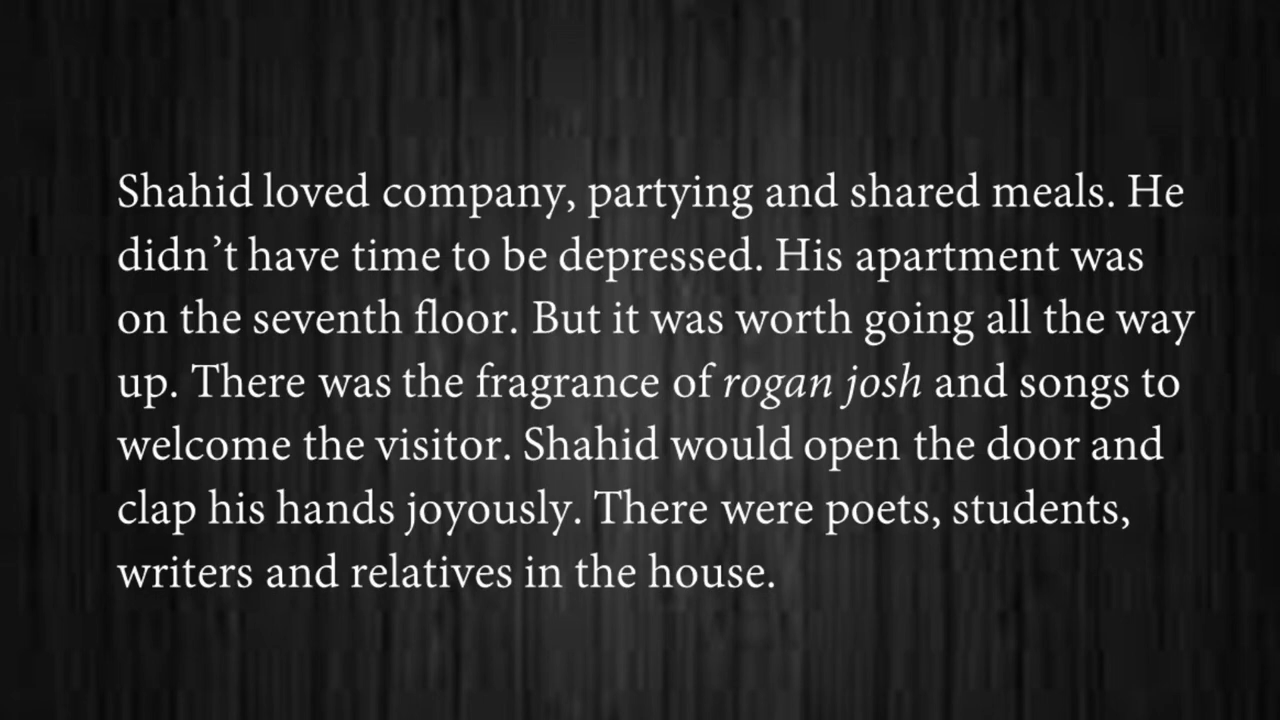 Shahid loved company, partying and shared meals. He
didn’t have time to be depressed. His apartment was
on the seventh floor. But it was worth going all the way
up. There was the fragrance of rogan josh and songs to
welcome the visitor. Shahid would open the door and
clap his hands joyously. There were poets, students,
writers and relatives in the house.